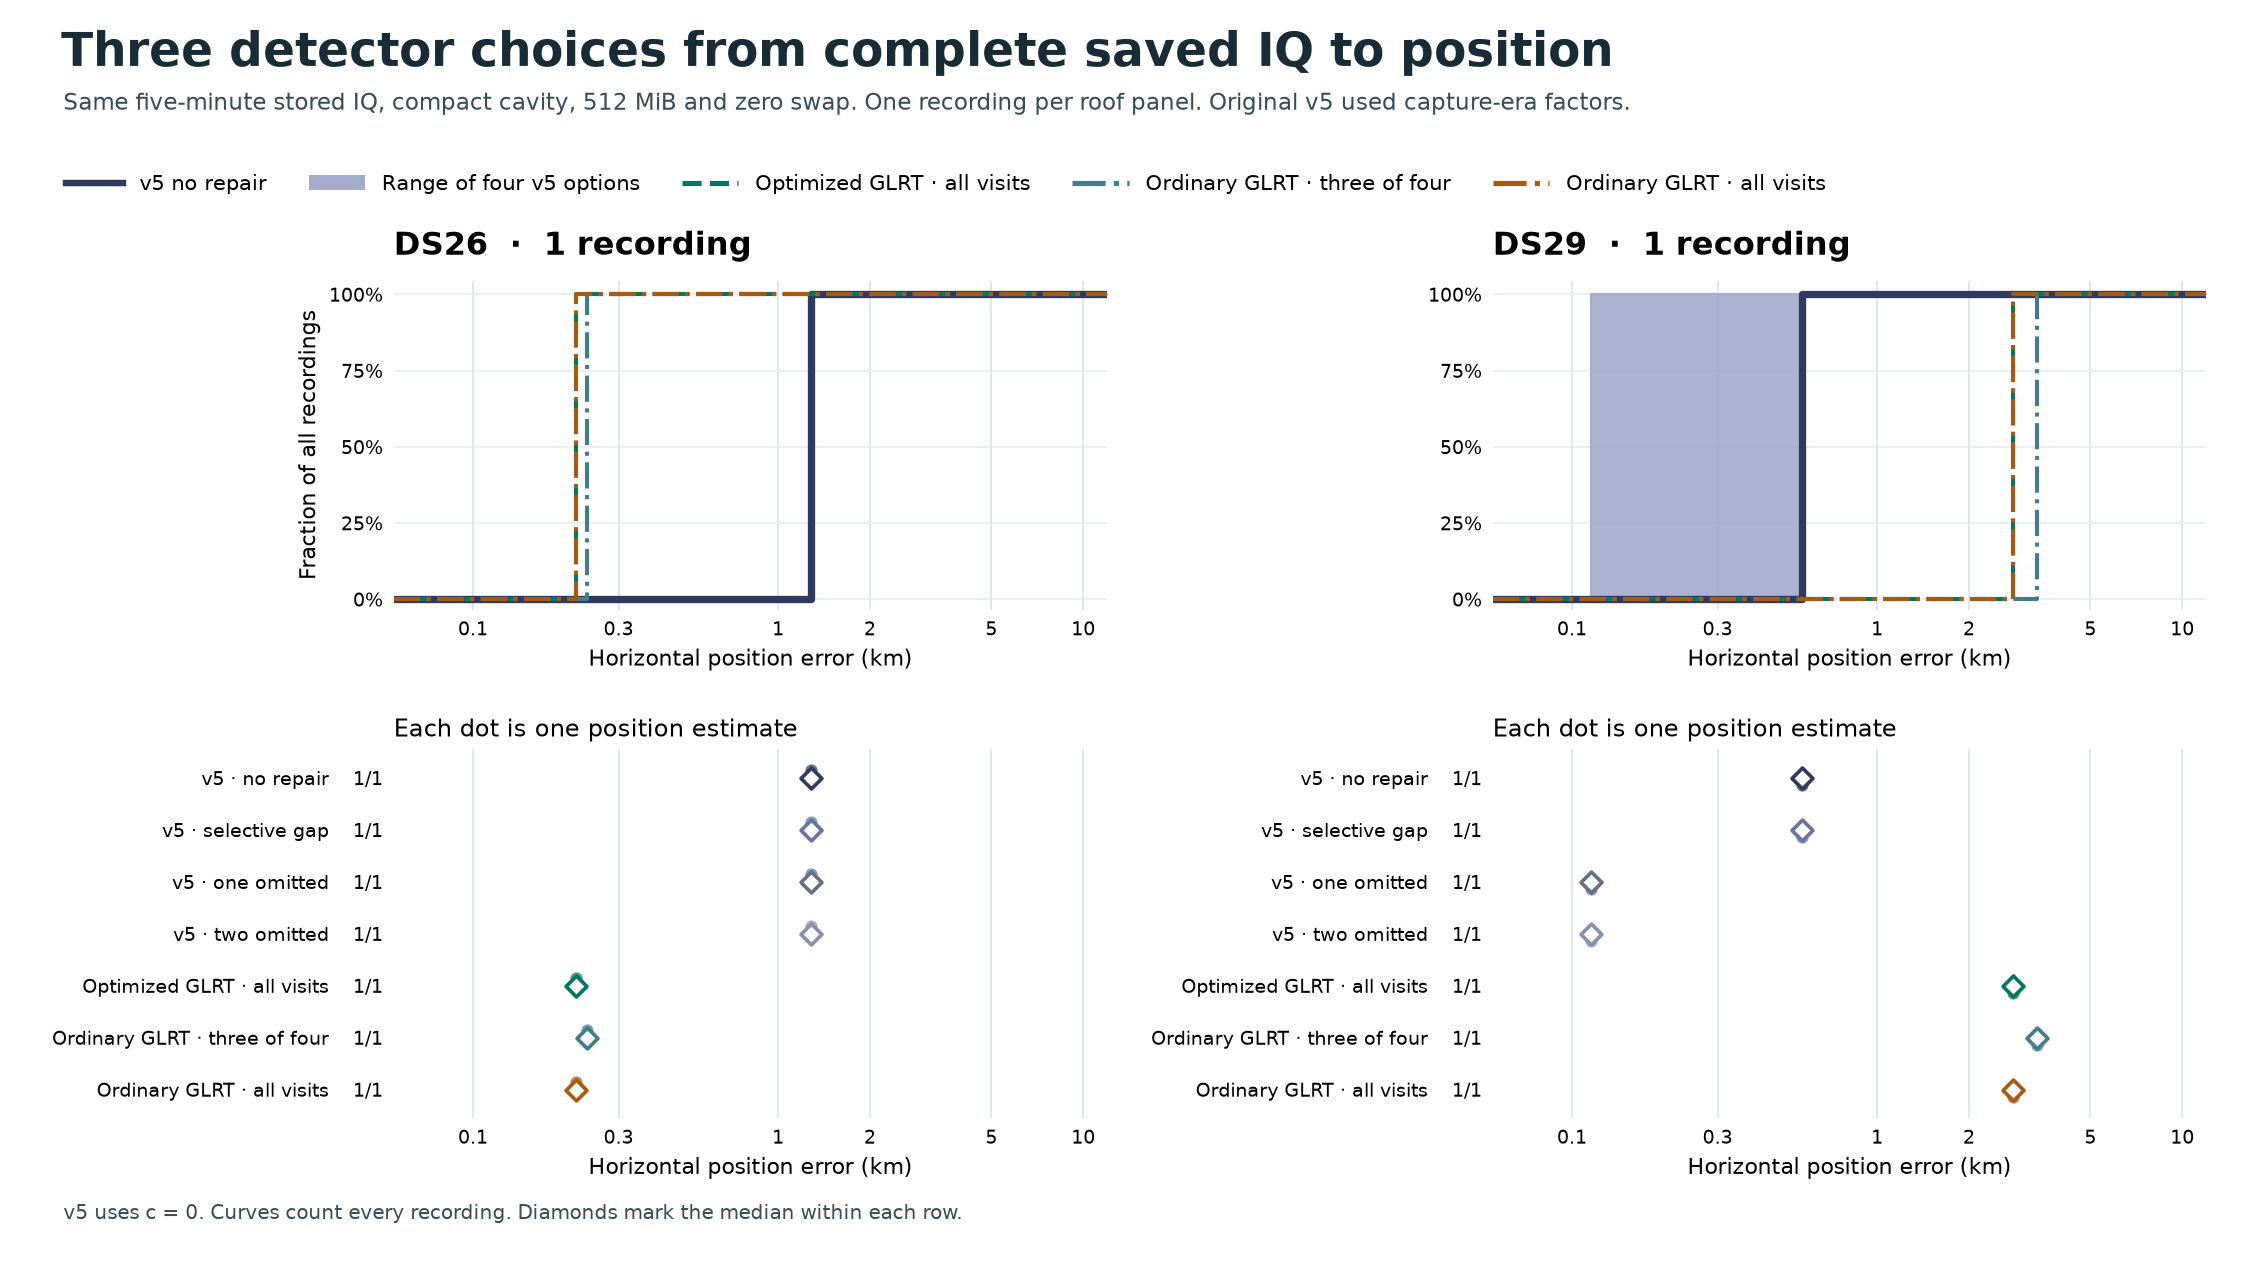 Three detector choices from complete saved IQ to position
Same five-minute stored IQ, compact cavity, 512 MiB and zero swap. One recording per roof panel. Original v5 used capture-era factors.
v5 no repair
Range of four v5 options
Optimized GLRT · all visits
Ordinary GLRT · three of four
Ordinary GLRT · all visits
DS26 · 1 recording
Fraction of all recordings
100%
75%
50%
25%
0%
0.1 0.3 1 2 5 10
Horizontal position error (km)
DS29 · 1 recording
100%
75%
50%
25%
0%
0.1 0.3 1 2 5 10
Horizontal position error (km)
Each dot is one position estimate
v5 · no repair 1/1
v5 · selective gap 1/1
v5 · one omitted 1/1
v5 · two omitted 1/1
Optimized GLRT · all visits 1/1
Ordinary GLRT · three of four 1/1
Ordinary GLRT · all visits 1/1
0.1 0.3 1 2 5 10
Horizontal position error (km)
Each dot is one position estimate
v5 · no repair 1/1
v5 · selective gap 1/1
v5 · one omitted 1/1
v5 · two omitted 1/1
Optimized GLRT · all visits 1/1
Ordinary GLRT · three of four 1/1
Ordinary GLRT · all visits 1/1
0.1 0.3 1 2 5 10
Horizontal position error (km)
v5 uses c = 0. Curves count every recording. Diamonds mark the median within each row.